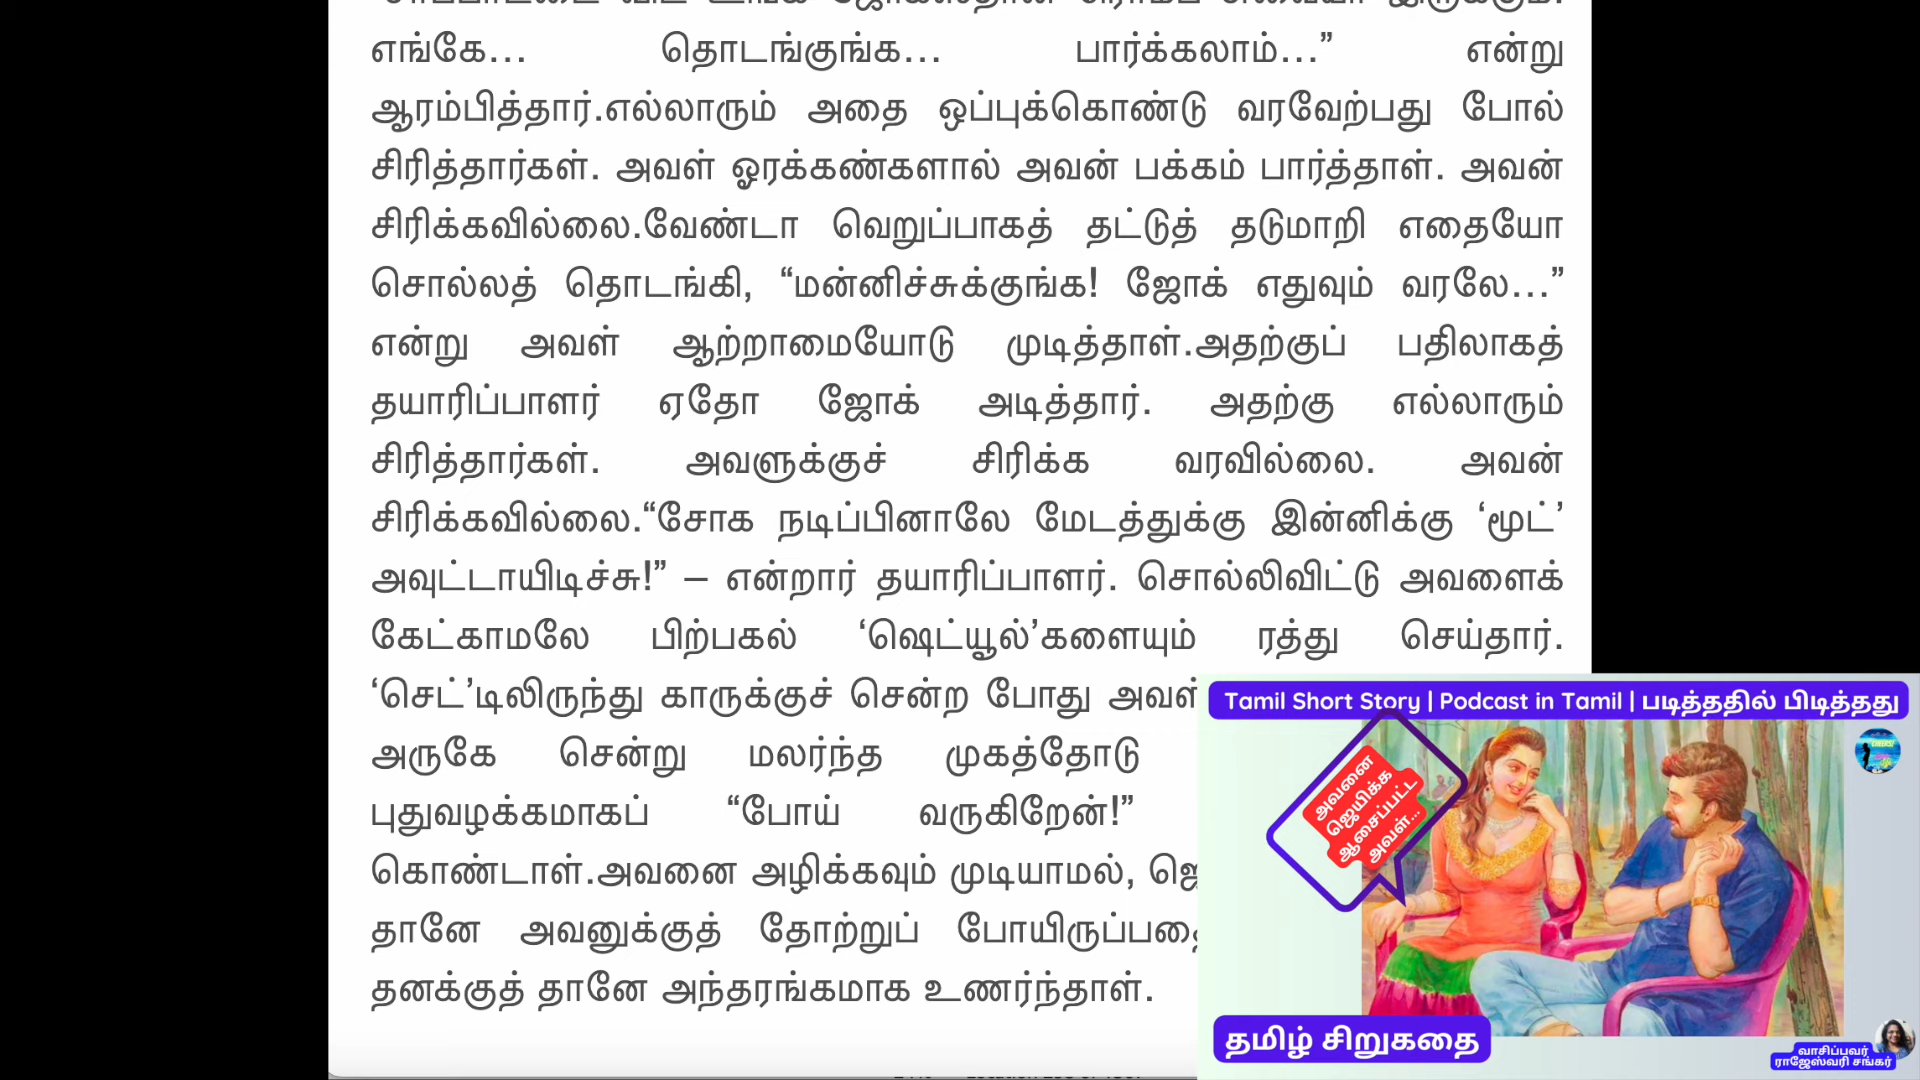 எங்கே... தொடங்குங்க... பார்க்கலாம்...” என்று
ஆரம்பித்தார்.எல்லாரும் அதை ஒப்புக்கொண்டு வரவேற்பது போல்
சிரித்தார்கள். அவள் ஓரக்கண்களால் அவன் பக்கம் பார்த்தாள். அவன்
சிரிக்கவில்லை.வேண்டா வெறுப்பாகத் தட்டுத் தடுமாறி எதையோ
சொல்லத் தொடங்கி, “மன்னிச்சுக்குங்க! ஜோக் எதுவும் வரலே...”
என்று அவள் ஆற்றாமையோடு முடித்தாள்.அதற்குப் பதிலாகத்
தயாரிப்பாளர் ஏதோ ஜோக் அடித்தார். அதற்கு எல்லாரும்
சிரித்தார்கள். அவளுக்குச் சிரிக்க வரவில்லை. அவன்
சிரிக்கவில்லை.“சோக நடிப்பினாலே மேடத்துக்கு இன்னிக்கு ‘மூட்’
அவுட்டாயிடிச்சு!” – என்றார் தயாரிப்பாளர். சொல்லிவிட்டு அவளைக்
கேட்காமலே பிற்பகல் ‘ஷெட்யூல்’களையும் ரத்து செய்தார்.
‘செட்’டிலிருந்து காருக்குச் சென்ற போது அவள்
அருகே சென்று மலர்ந்த முகத்தோடு
புதுவழக்கமாகப் “போய் வருகிறேன்!”
கொண்டாள்.அவனை அழிக்கவும் முடியாமல்,
தானே அவனுக்குத் தோற்றுப்
தனக்குத் தானே அந்தரங்கமாக உணர்ந்தாள்.
Tamil Short Story | Podcast in Tamil | படித்ததில் பிடித்தது
அவனை
ஜெயிக்க
ஆசைப்பட்ட
அவள்...
தமிழ் சிறுகதை
வாசிப்பவர்
ராஜேஸ்வரி சங்கர்